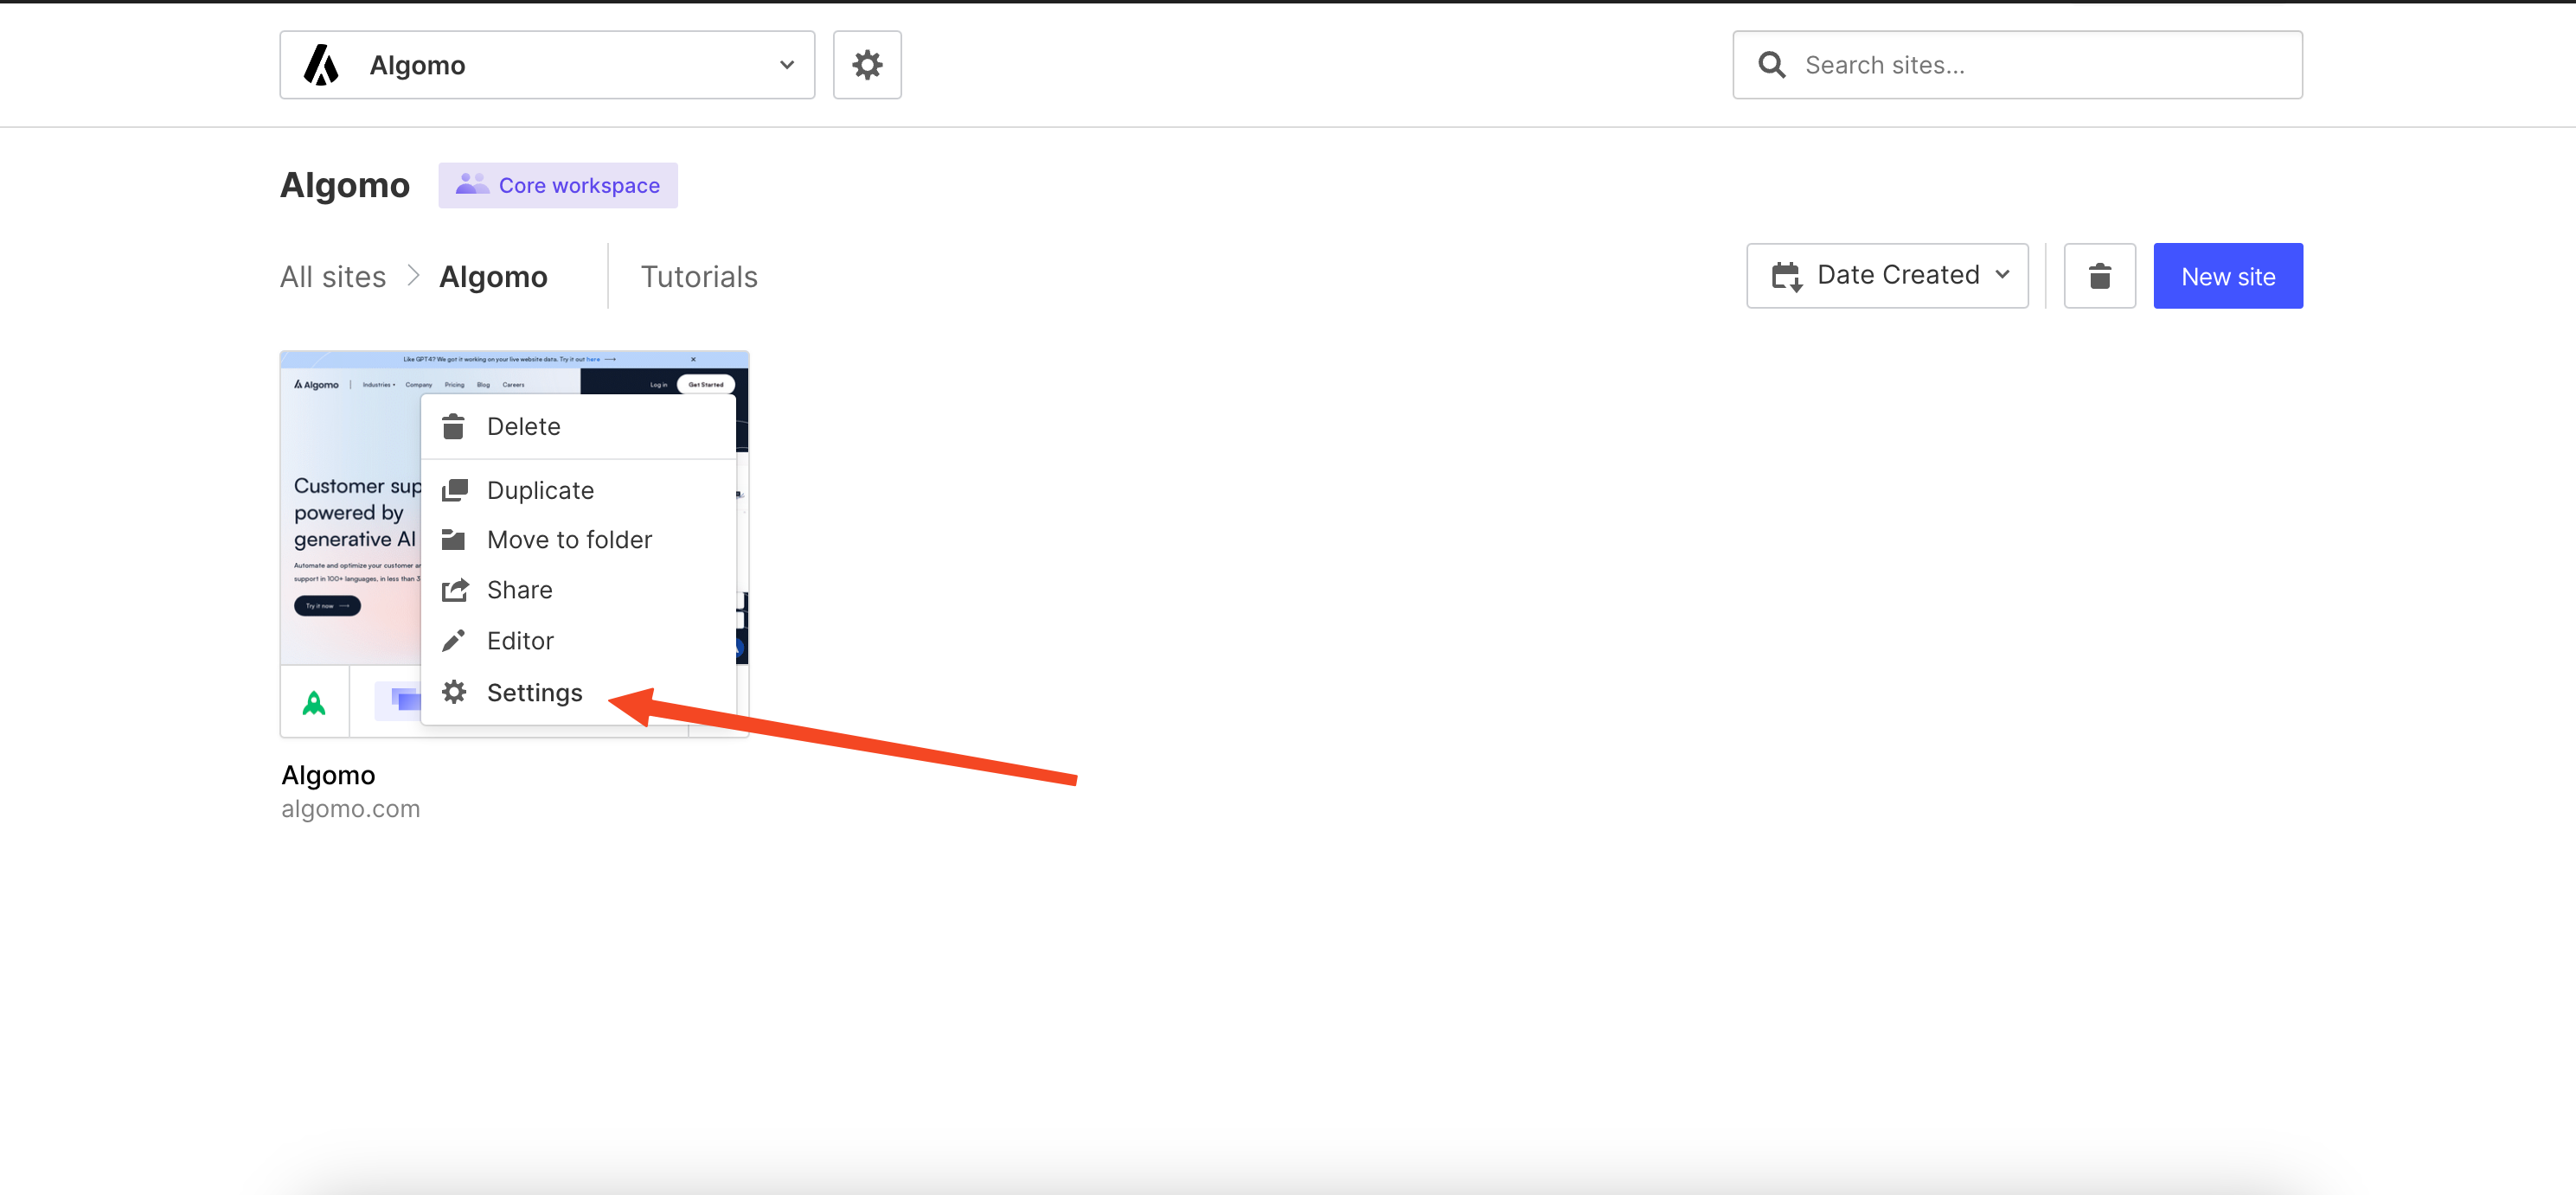 Algomo
Search sites...
Algomo
Core workspace
All sites
Algomo
Tutorials
Date Created
New site
Like GPT4? We got it working on your live website data. Try it out here
Algomo
Industries
Company
Pricing
Blog
Careers
Log in
Get Started
Customer sup
powered by
generative AI
Automate and optimize your customer
support in 100+ languages, in less than 3
Try it now
Delete
Duplicate
Move to folder
Share
Editor
Settings
Algomo
algomo.com